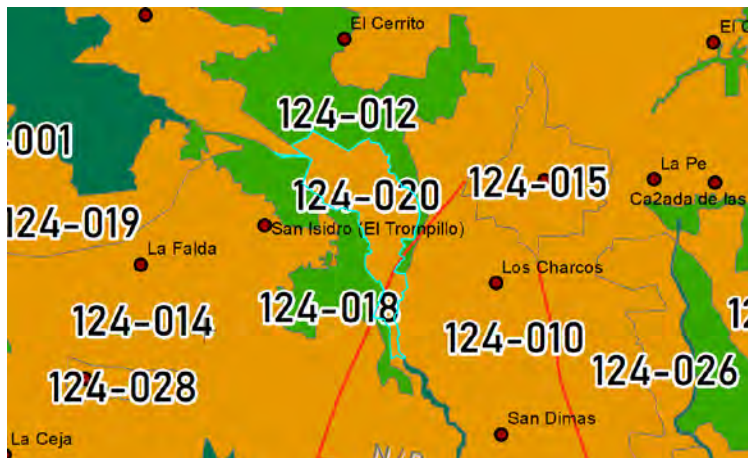 El Cerrito
El C
124-012
-001
124-020
124-015
La Pe
Ca2ada de las
124-019
San Isidro (El Trompillo)
La Falda
Los Charcos
124-018
124-014
124-010
12
124-026
124-028
San Dimas
La Ceja